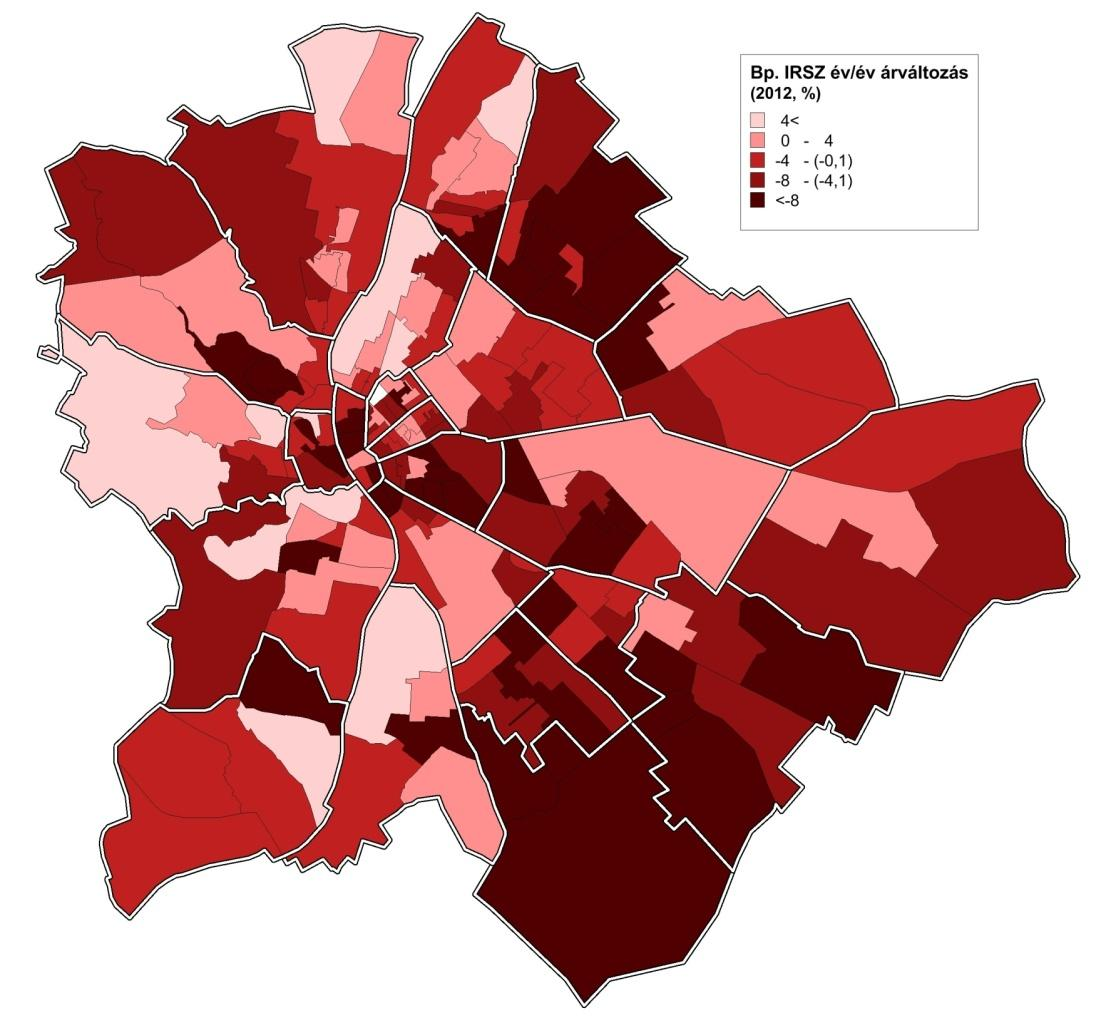 Bp. IRSZ év/év árváltozás
(2012, %)
4<
0 - 4
-4 - (-0,1)
-8 - (-4,1)
<-8